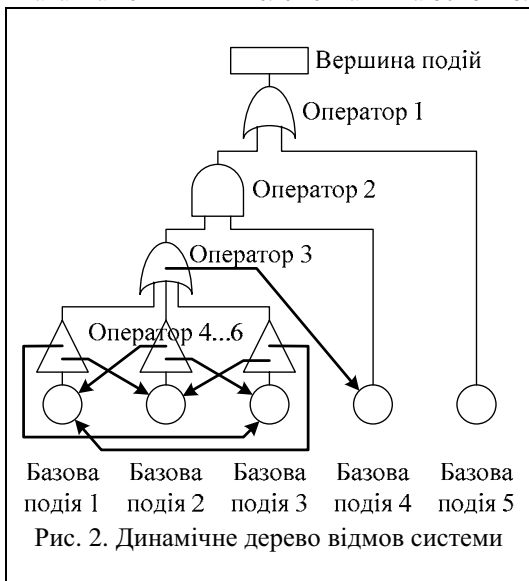 Вершина подій
Оператор 1
Оператор 2
Оператор 3
Оператор 4...6
Базова Базова Базова Базова Базова
подія 1 подія 2 подія 3 подія 4 подія 5
Рис. 2. Динамічне дерево відмов системи